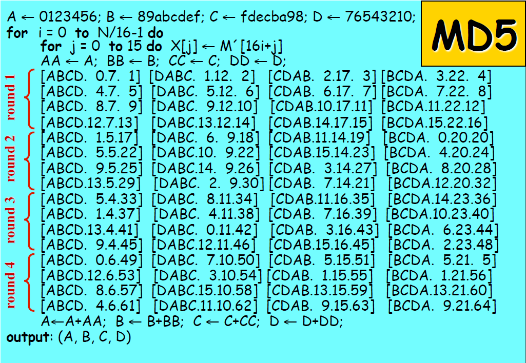 A ← 0123456; B ← 89abcdef; C ← fdecba98; D ← 76543210;
MD5
for i = 0 to N/16-1 do
for j = 0 to 15 do X[j] ← M´[16i+j]
AA ← A; BB ← B; CC ← C; DD ← D;
round 1
[ABCD. 0.7. 1] [DABC. 1.12. 2] [CDAB. 2.17. 3] [BCDA. 3.22. 4]
[ABCD. 4.7. 5] [DABC. 5.12. 6] [CDAB. 6.17. 7] [BCDA. 7.22. 8]
[ABCD. 8.7. 9] [DABC. 9.12.10] [CDAB.10.17.11] [BCDA.11.22.12]
[ABCD.12.7.13] [DABC.13.12.14] [CDAB.14.17.15] [BCDA.15.22.16]
round 2
[ABCD. 1.5.17] [DABC. 6. 9.18] [CDAB.11.14.19] [BCDA. 0.20.20]
[ABCD. 5.5.22] [DABC.10. 9.22] [CDAB.15.14.23] [BCDA. 4.20.24]
[ABCD. 9.5.25] [DABC.14. 9.26] [CDAB. 3.14.27] [BCDA. 8.20.28]
[ABCD.13.5.29] [DABC. 2. 9.30] [CDAB. 7.14.21] [BCDA.12.20.32]
round 3
[ABCD. 5.4.33] [DABC. 8.11.34] [CDAB.11.16.35] [BCDA.14.23.36]
[ABCD. 1.4.37] [DABC. 4.11.38] [CDAB. 7.16.39] [BCDA.10.23.40]
[ABCD.13.4.41] [DABC. 0.11.42] [CDAB. 3.16.43] [BCDA. 6.23.44]
[ABCD. 9.4.45] [DABC.12.11.46] [CDAB.15.16.45] [BCDA. 2.23.48]
round 4
[ABCD. 0.6.49] [DABC. 7.10.50] [CDAB. 5.15.51] [BCDA. 5.21. 5]
[ABCD.12.6.53] [DABC. 3.10.54] [CDAB. 1.15.55] [BCDA. 1.21.56]
[ABCD. 8.6.57] [DABC.15.10.58] [CDAB.13.15.59] [BCDA.13.21.60]
[ABCD. 4.6.61] [DABC.11.10.62] [CDAB. 9.15.63] [BCDA. 9.21.64]
A←A+AA; B ← B+BB; C ← C+CC; D ← D+DD;
output: (A, B, C, D)